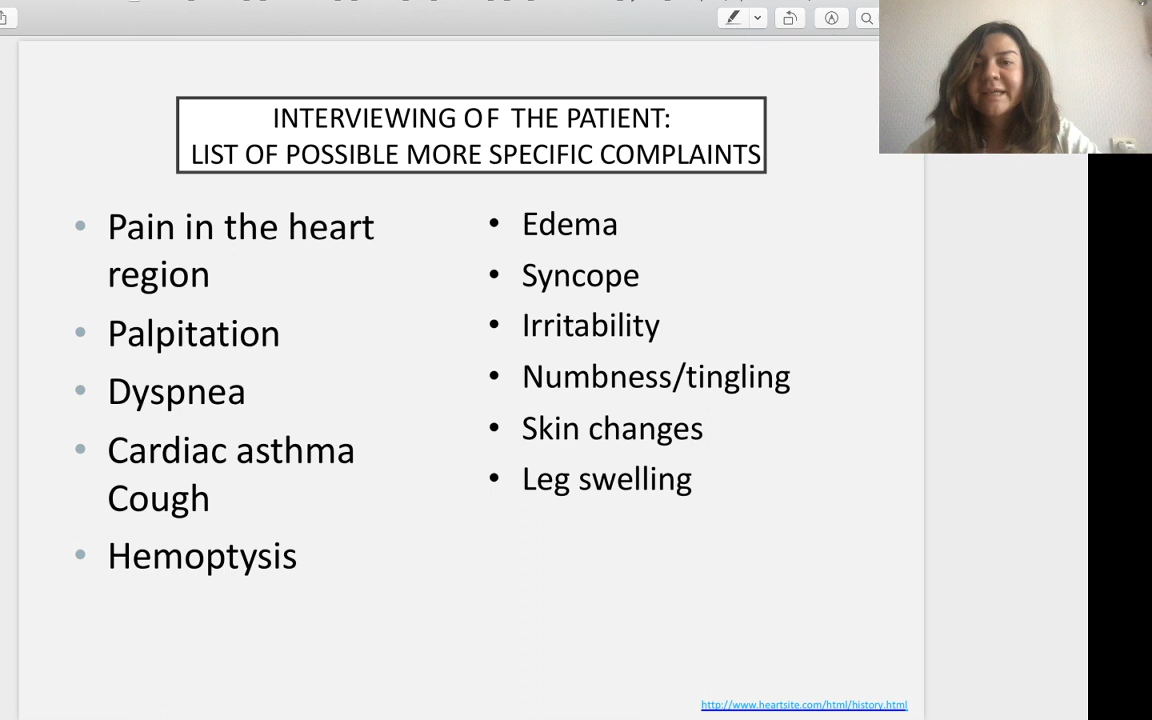 INTERVIEWING OF THE PATIENT:
LIST OF POSSIBLE MORE SPECIFIC COMPLAINTS
• Pain in the heart
region
• Palpitation
• Dyspnea
• Cardiac asthma
Cough
• Hemoptysis
• Edema
• Syncope
• Irritability
• Numbness/tingling
• Skin changes
• Leg swelling
http://www.heartsite.com/html/history.html